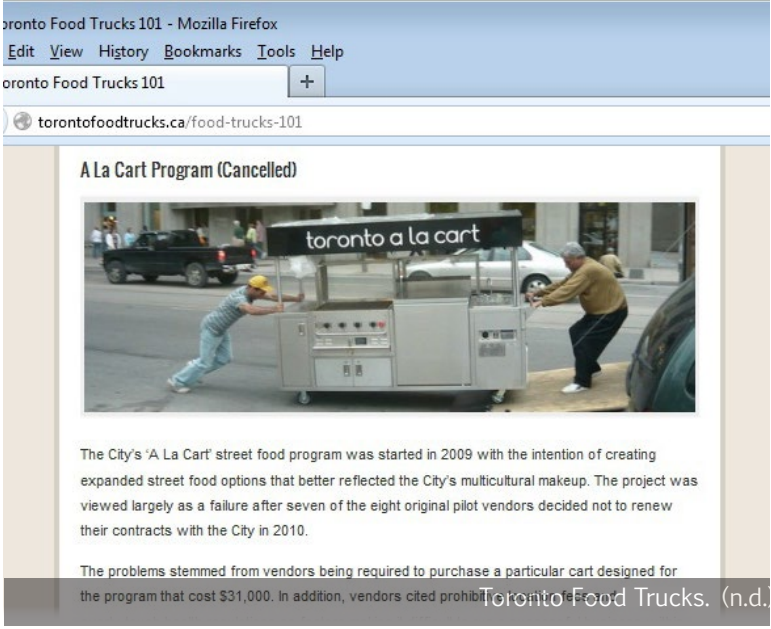 oronto Food Trucks 101 - Mozilla Firefox
Edit View History Bookmarks Tools Help
oronto Food Trucks 101 +
torontofoodtrucks.ca/food-trucks-101
A La Cart Program (Cancelled)
toronto a la cart
The City's 'A La Cart' street food program was started in 2009 with the intention of creating
expanded street food options that better reflected the City's multicultural makeup. The project was
viewed largely as a failure after seven of the eight original pilot vendors decided not to renew
their contracts with the City in 2010.
The problems stemmed from vendors being required to purchase a particular cart designed for
the program that cost $31,000. In addition, vendors cited
Toronto Food Trucks. (n.d.)